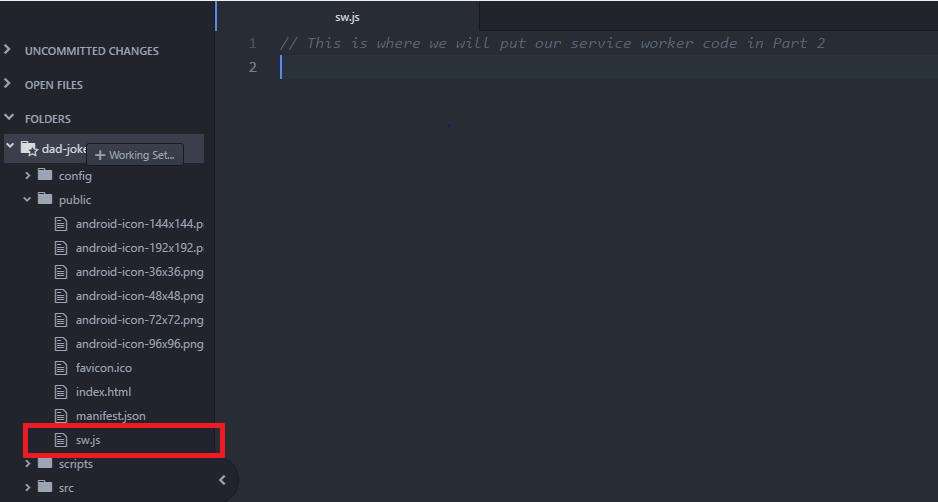 sw.js
1 // This is where we will put our service worker code in Part 2
2
UNCOMMITTED CHANGES
OPEN FILES
FOLDERS
dad-joke
+ Working Set...
config
public
android-icon-144x144.p
android-icon-192x192.p
android-icon-36x36.png
android-icon-48x48.png
android-icon-72x72.png
android-icon-96x96.png
favicon.ico
index.html
manifest.json
sw.js
scripts
src